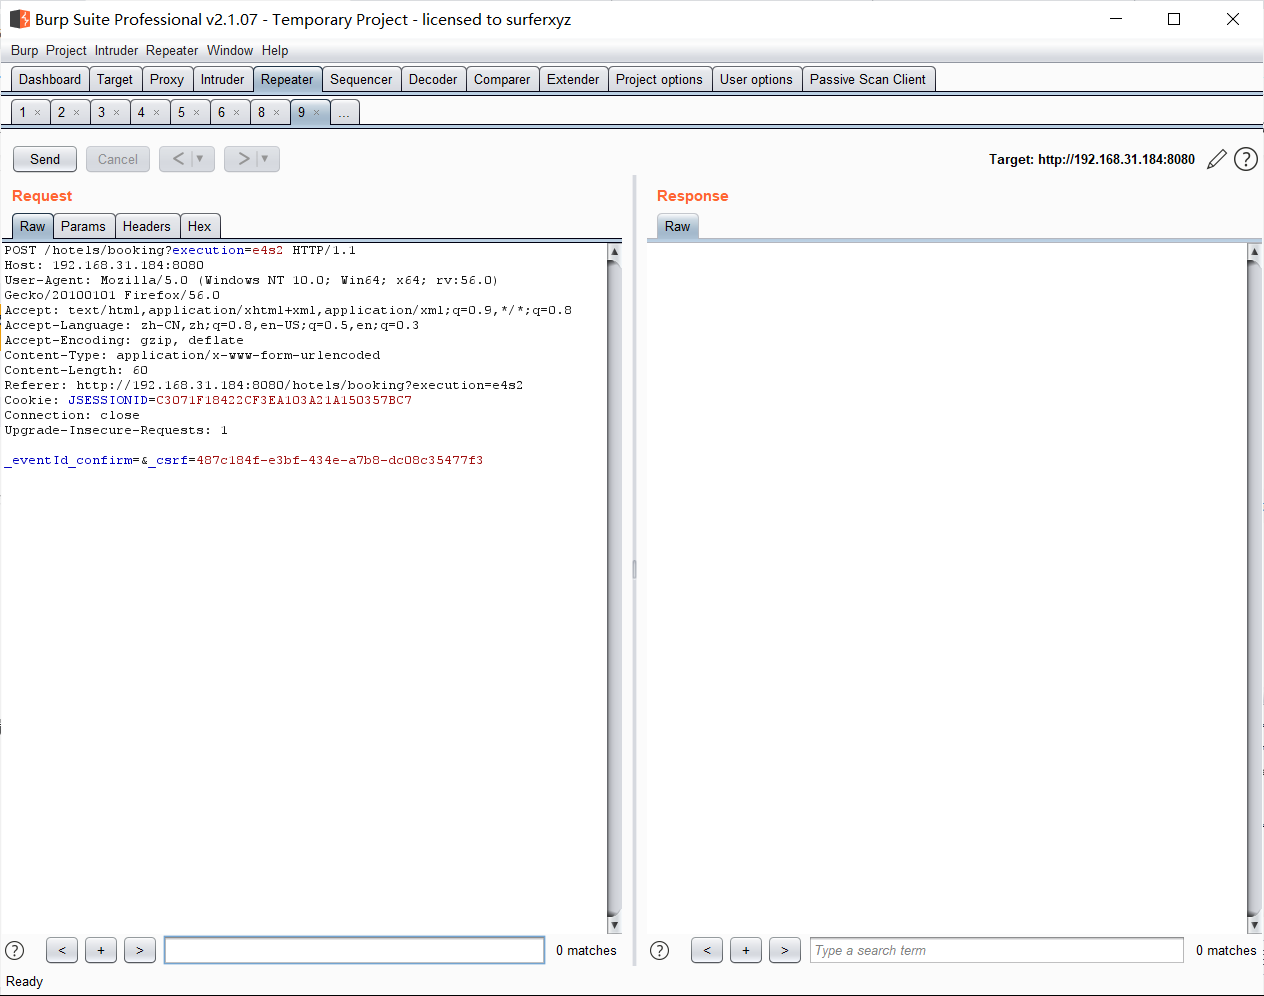 Burp Suite Professional v2.1.07 - Temporary Project - licensed to surferxyz
Burp Project Intruder Repeater Window Help
Dashboard Target Proxy Intruder Repeater Sequencer Decoder Comparer Extender Project options User options Passive Scan Client
1 × 2 × 3 × 4 × 5 × 6 × 8 × 9 × ...
Send Cancel < ▼ > ▼ Target: http://192.168.31.184:8080 ?
Request
Raw Params Headers Hex
POST /hotels/booking?execution=e4s2 HTTP/1.1
Host: 192.168.31.184:8080
User-Agent: Mozilla/5.0 (Windows NT 10.0; Win64; x64; rv:56.0)
Gecko/20100101 Firefox/56.0
Accept: text/html,application/xhtml+xml,application/xml;q=0.9,*/*;q=0.8
Accept-Language: zh-CN,zh;q=0.8,en-US;q=0.5,en;q=0.3
Accept-Encoding: gzip, deflate
Content-Type: application/x-www-form-urlencoded
Content-Length: 60
Referer: http://192.168.31.184:8080/hotels/booking?execution=e4s2
Cookie: JSESSIONID=C3071F18422CF3EA103A21A150357BC7
Connection: close
Upgrade-Insecure-Requests: 1
_eventId_confirm=&_csrf=487c184f-e3bf-434e-a7b8-dc08c35477f3
? < + > 0 matches
Response
Raw
? < + > Type a search term 0 matches
Ready